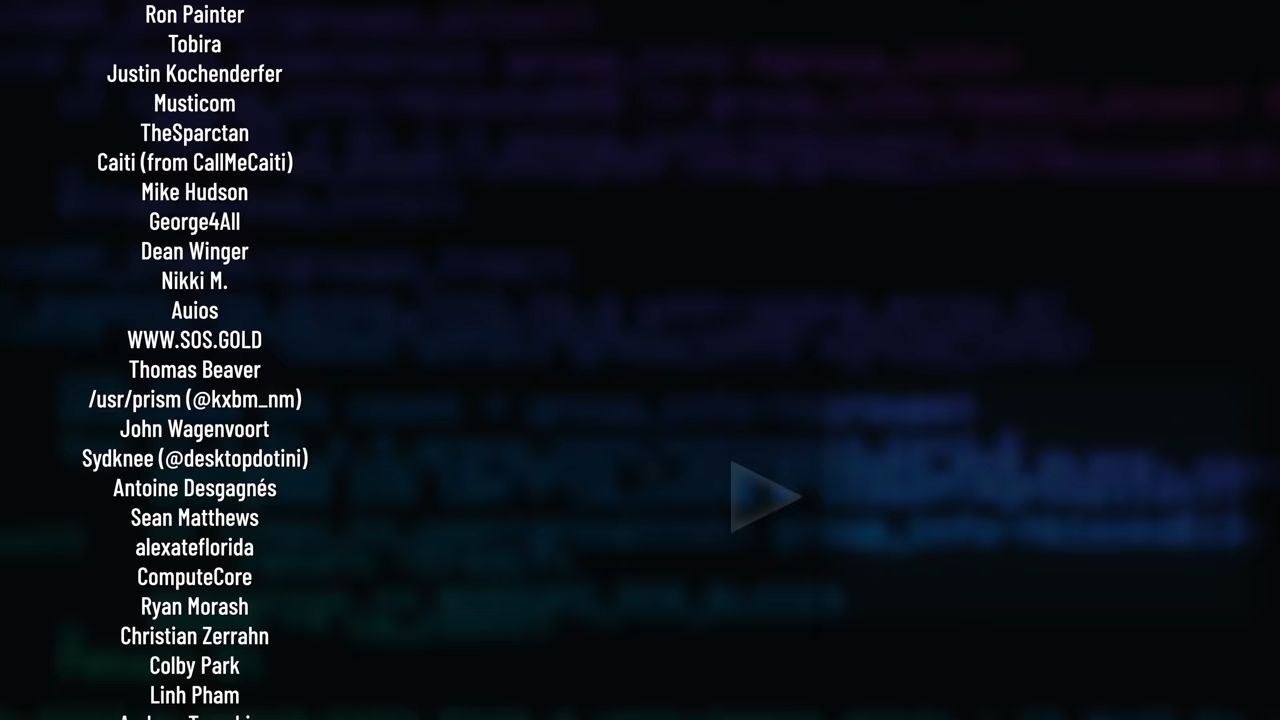 Ron Painter
Tobira
Justin Kochenderfer
Musticom
TheSparctan
Caiti (from CallMeCaiti)
Mike Hudson
George4All
Dean Winger
Nikki M.
Auios
WWW.SOS.GOLD
Thomas Beaver
/usr/prism (@kxbm_nm)
John Wagenvoort
Sydknee (@desktopdotini)
Antoine Desgagnés
Sean Matthews
alexateflorida
ComputeCore
Ryan Morash
Christian Zerrahn
Colby Park
Linh Pham